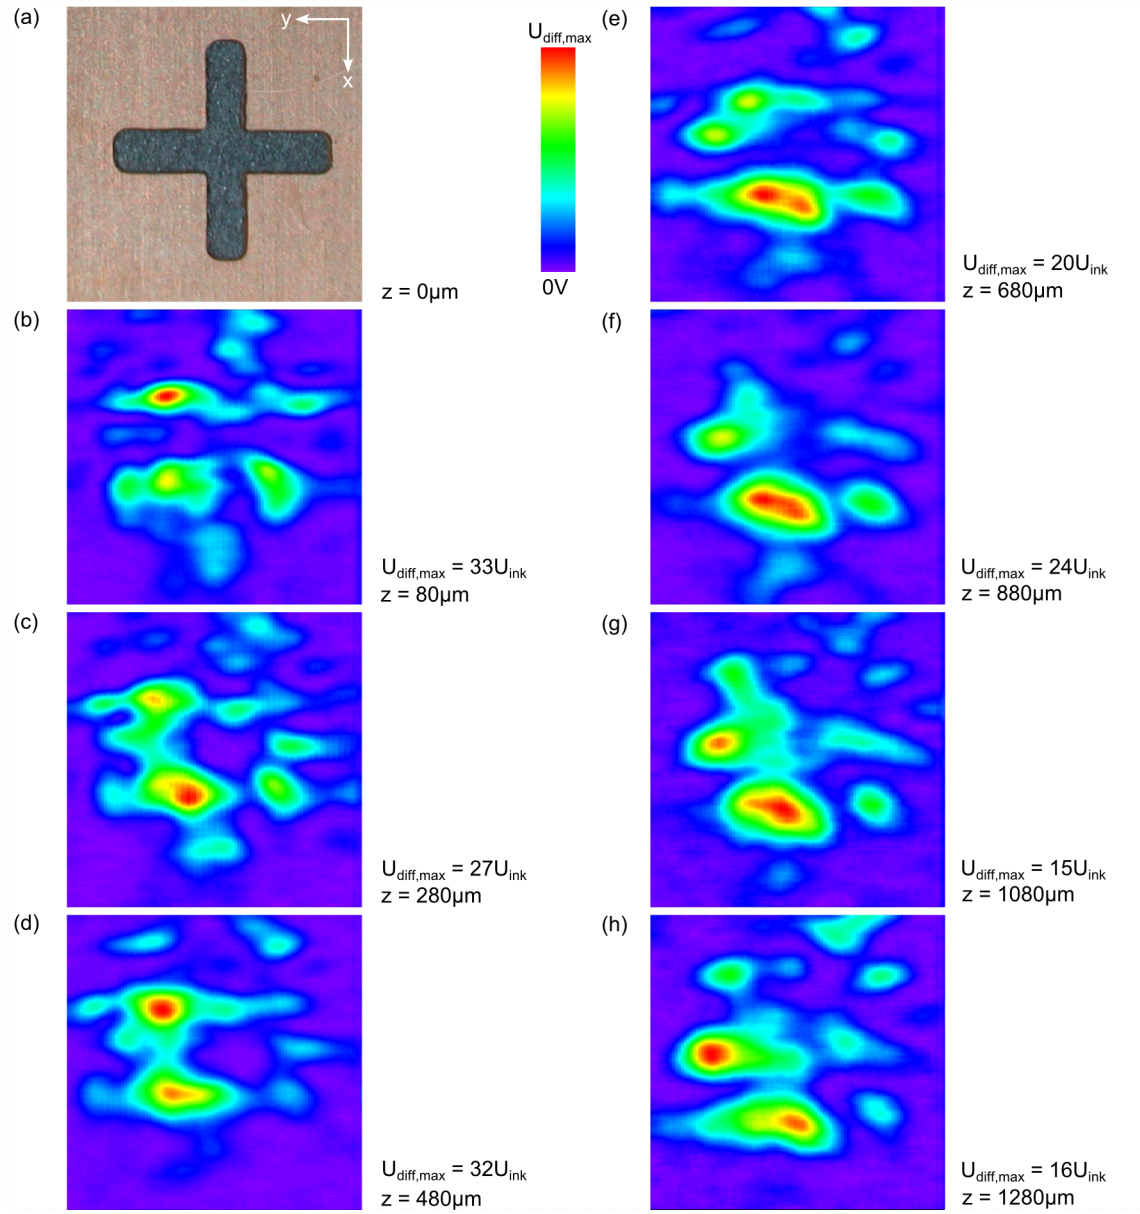 (a)
y
x
z = 0µm
U_diff,max
0V
(b)
U_diff,max = 33U_ink
z = 80µm
(c)
U_diff,max = 27U_ink
z = 280µm
(d)
U_diff,max = 32U_ink
z = 480µm
(e)
U_diff,max = 20U_ink
z = 680µm
(f)
U_diff,max = 24U_ink
z = 880µm
(g)
U_diff,max = 15U_ink
z = 1080µm
(h)
U_diff,max = 16U_ink
z = 1280µm